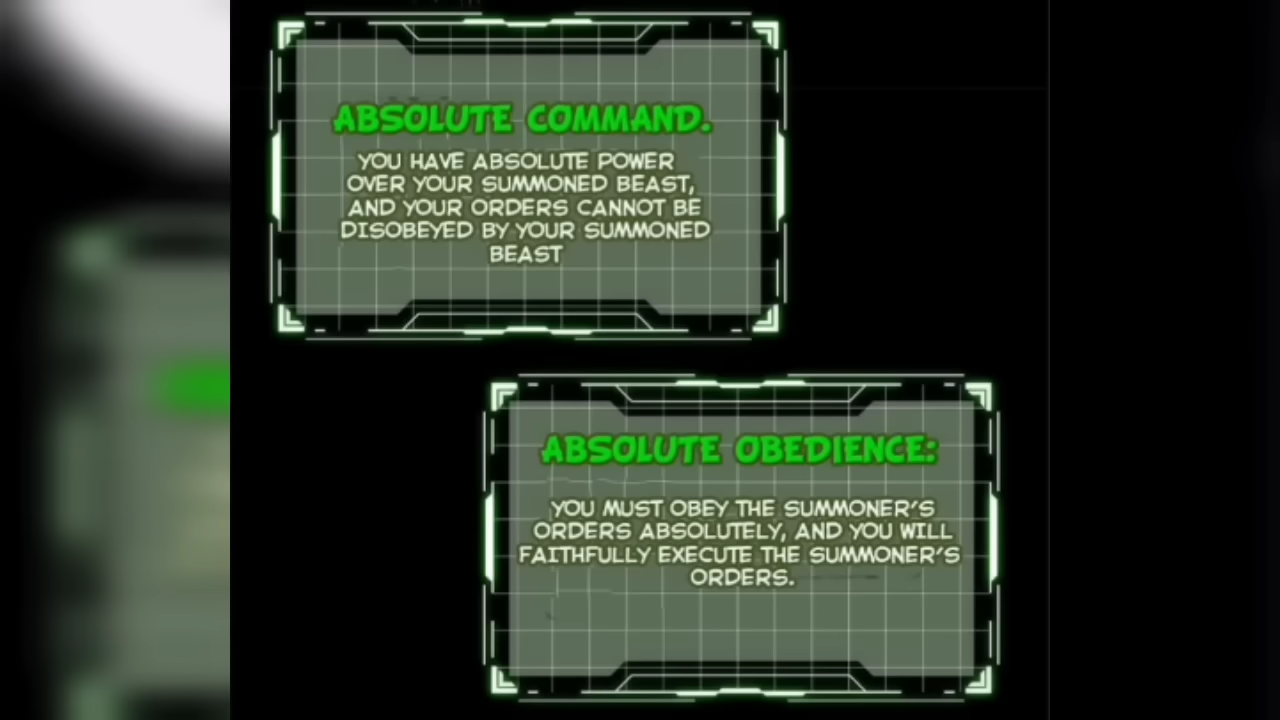 ABSOLUTE COMMAND.
YOU HAVE ABSOLUTE POWER
OVER YOUR SUMMONED BEAST,
AND YOUR ORDERS CANNOT BE
DISOBEYED BY YOUR SUMMONED
BEAST
ABSOLUTE OBEDIENCE:
YOU MUST OBEY THE SUMMONER'S
ORDERS ABSOLUTELY, AND YOU WILL
FAITHFULLY EXECUTE THE SUMMONER'S
ORDERS.